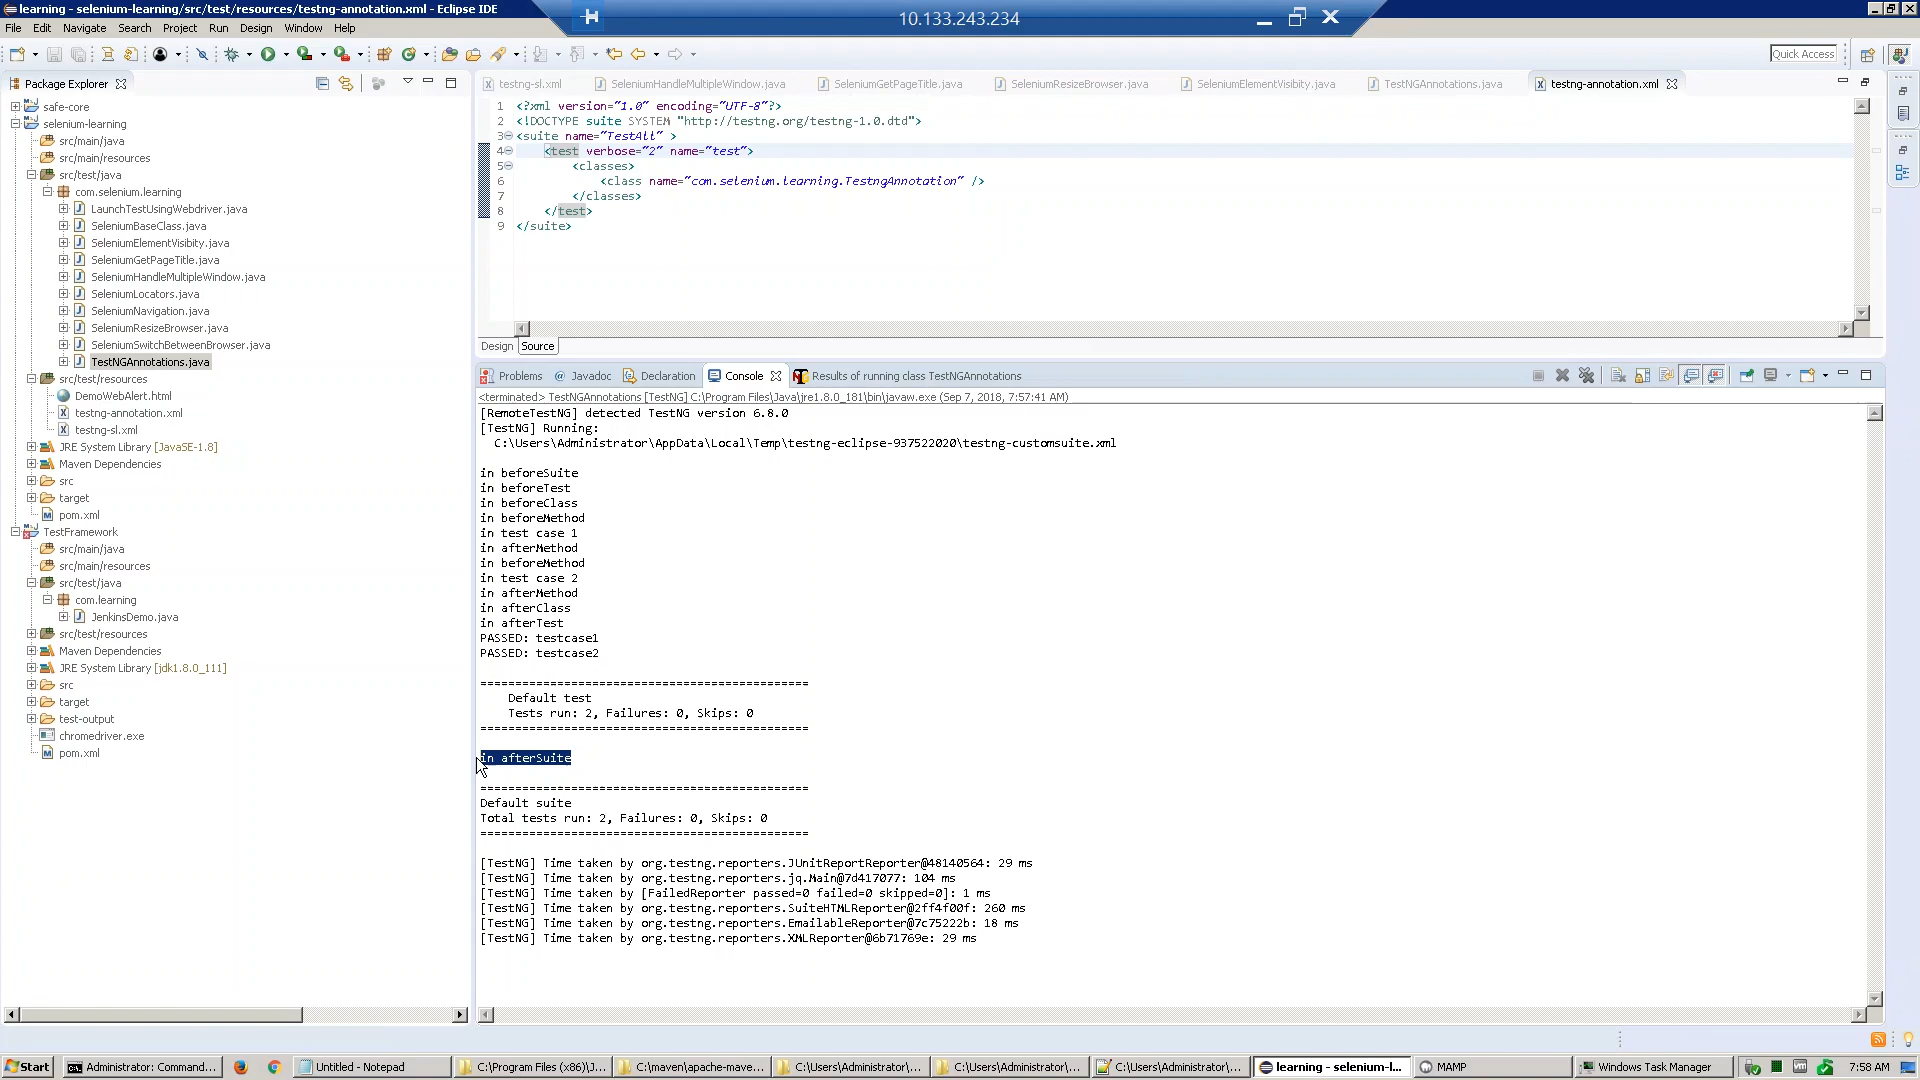 learning - selenium-learning/src/test/resources/testng-annotation.xml - Eclipse IDE
10.133.243.234
File Edit Navigate Search Project Run Design Window Help
Quick Access
Package Explorer
testng-sl.xml SeleniumHandleMultipleWindow.java SeleniumGetPageTitle.java SeleniumResizeBrowser.java SeleniumElementVisibity.java TestNGAnnotations.java testng-annotation.xml
safe-core
selenium-learning
src/main/java
src/main/resources
src/test/java
com.selenium.learning
LaunchTestUsingWebdriver.java
SeleniumBaseClass.java
SeleniumElementVisibity.java
SeleniumGetPageTitle.java
SeleniumHandleMultipleWindow.java
SeleniumLocators.java
SeleniumNavigation.java
SeleniumResizeBrowser.java
SeleniumSwitchBetweenBrowser.java
TestNGAnnotations.java
src/test/resources
DemoWebAlert.html
testng-annotation.xml
testng-sl.xml
JRE System Library [JavaSE-1.8]
Maven Dependencies
src
target
pom.xml
TestFramework
src/main/java
src/main/resources
src/test/java
com.learning
JenkinsDemo.java
src/test/resources
Maven Dependencies
JRE System Library [jdk1.8.0_111]
src
target
test-output
chromedriver.exe
pom.xml
1 <?xml version="1.0" encoding="UTF-8"?>
2 <!DOCTYPE suite SYSTEM "http://testng.org/testng-1.0.dtd">
3 <suite name="TestAll" >
4 <test verbose="2" name="test">
5 <classes>
6 <class name="com.selenium.learning.TestngAnnotation" />
7 </classes>
8 </test>
9 </suite>
Design Source
Problems Javadoc Declaration Console Results of running class TestNGAnnotations
<terminated> TestNGAnnotations [TestNG] C:\Program Files\Java\jre1.8.0_181\bin\javaw.exe (Sep 7, 2018, 7:57:41 AM)
[RemoteTestNG] detected TestNG version 6.8.0
[TestNG] Running:
C:\Users\Administrator\AppData\Local\Temp\testng-eclipse-937522020\testng-customsuite.xml
in beforeSuite
in beforeTest
in beforeClass
in beforeMethod
in test case 1
in afterMethod
in beforeMethod
in test case 2
in afterMethod
in afterClass
in afterTest
PASSED: testcase1
PASSED: testcase2
===============================================
Default test
Tests run: 2, Failures: 0, Skips: 0
===============================================
in afterSuite
===============================================
Default suite
Total tests run: 2, Failures: 0, Skips: 0
===============================================
[TestNG] Time taken by org.testng.reporters.JUnitReportReporter@48140564: 29 ms
[TestNG] Time taken by org.testng.reporters.jq.Main@7d417077: 104 ms
[TestNG] Time taken by [FailedReporter passed=0 failed=0 skipped=0]: 1 ms
[TestNG] Time taken by org.testng.reporters.SuiteHTMLReporter@2ff4f00f: 260 ms
[TestNG] Time taken by org.testng.reporters.EmailableReporter@7c75222b: 18 ms
[TestNG] Time taken by org.testng.reporters.XMLReporter@6b71769e: 29 ms
Start Administrator: Command... Untitled - Notepad C:\Program Files (x86)\J... C:\maven\apache-mave... C:\Users\Administrator\... C:\Users\Administrator\... C:\Users\Administrator\... learning - selenium-l... MAMP Windows Task Manager 7:58 AM